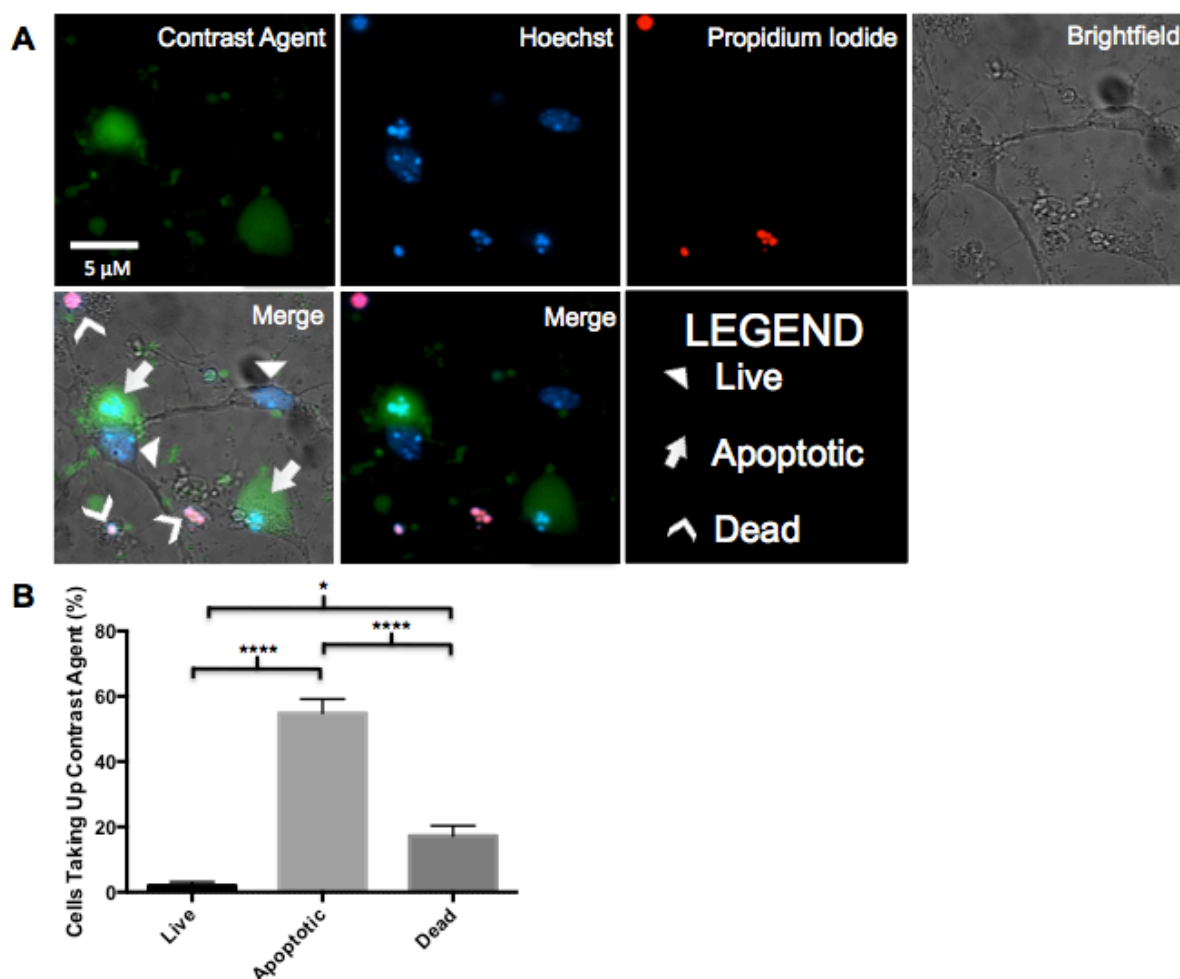 A
Contrast Agent
Hoechst
Propidium Iodide
Brightfield
5 µM
Merge
Merge
LEGEND
Live
Apoptotic
Dead
B
Cells Taking Up Contrast Agent (%)
*
****
****
80
60
40
20
0
Live
Apoptotic
Dead